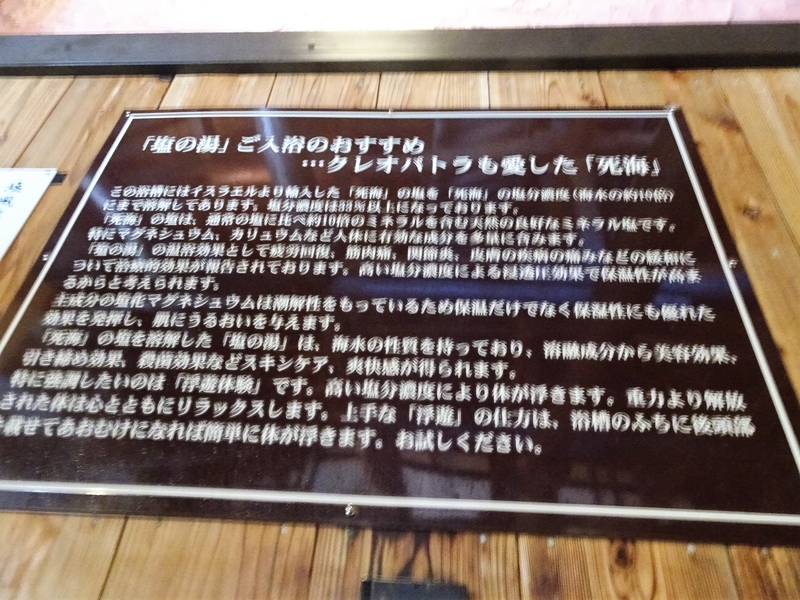 「塩の湯」ご入浴のおすすめ
…クレオパトラも愛した「死海」
この浴槽にはイスラエルより輸入した「死海」の塩を「死海」の塩分濃度(海水の約10倍)
にまで溶解してあります。塩分濃度は33%以上になっております。
「死海」の塩は、通常の塩に比べ約10倍のミネラルを含む天然の良好なミネラル塩です。
特にマグネシュウム、カリュウムなど人体に有効な成分を多量に含みます。
「塩の湯」の温浴効果として疲労回復、筋肉痛、関節炎、皮膚の疾病の痛みなどの緩和に
ついて治療的効果が報告されております。高い塩分濃度による浸透圧効果で保温性が高ま
るからと考えられます。
主成分の塩化マグネシュウムは潮解性をもっているため保温だけでなく保湿性にも優れた
効果を発揮し、肌にうるおいを与えます。
「死海」の塩を溶解した「塩の湯」は、海水の性質を持っており、溶融成分から美容効果、
引き締め効果、殺菌効果などスキンケア、爽快感が得られます。
特に強調したいのは「浮遊体験」です。高い塩分濃度により体が浮きます。重力より解放
された体は心とともにリラックスします。上手な「浮遊」の仕方は、浴槽のふちに後頭部
を載せてあおむけになれば簡単に体が浮きます。お試しください。